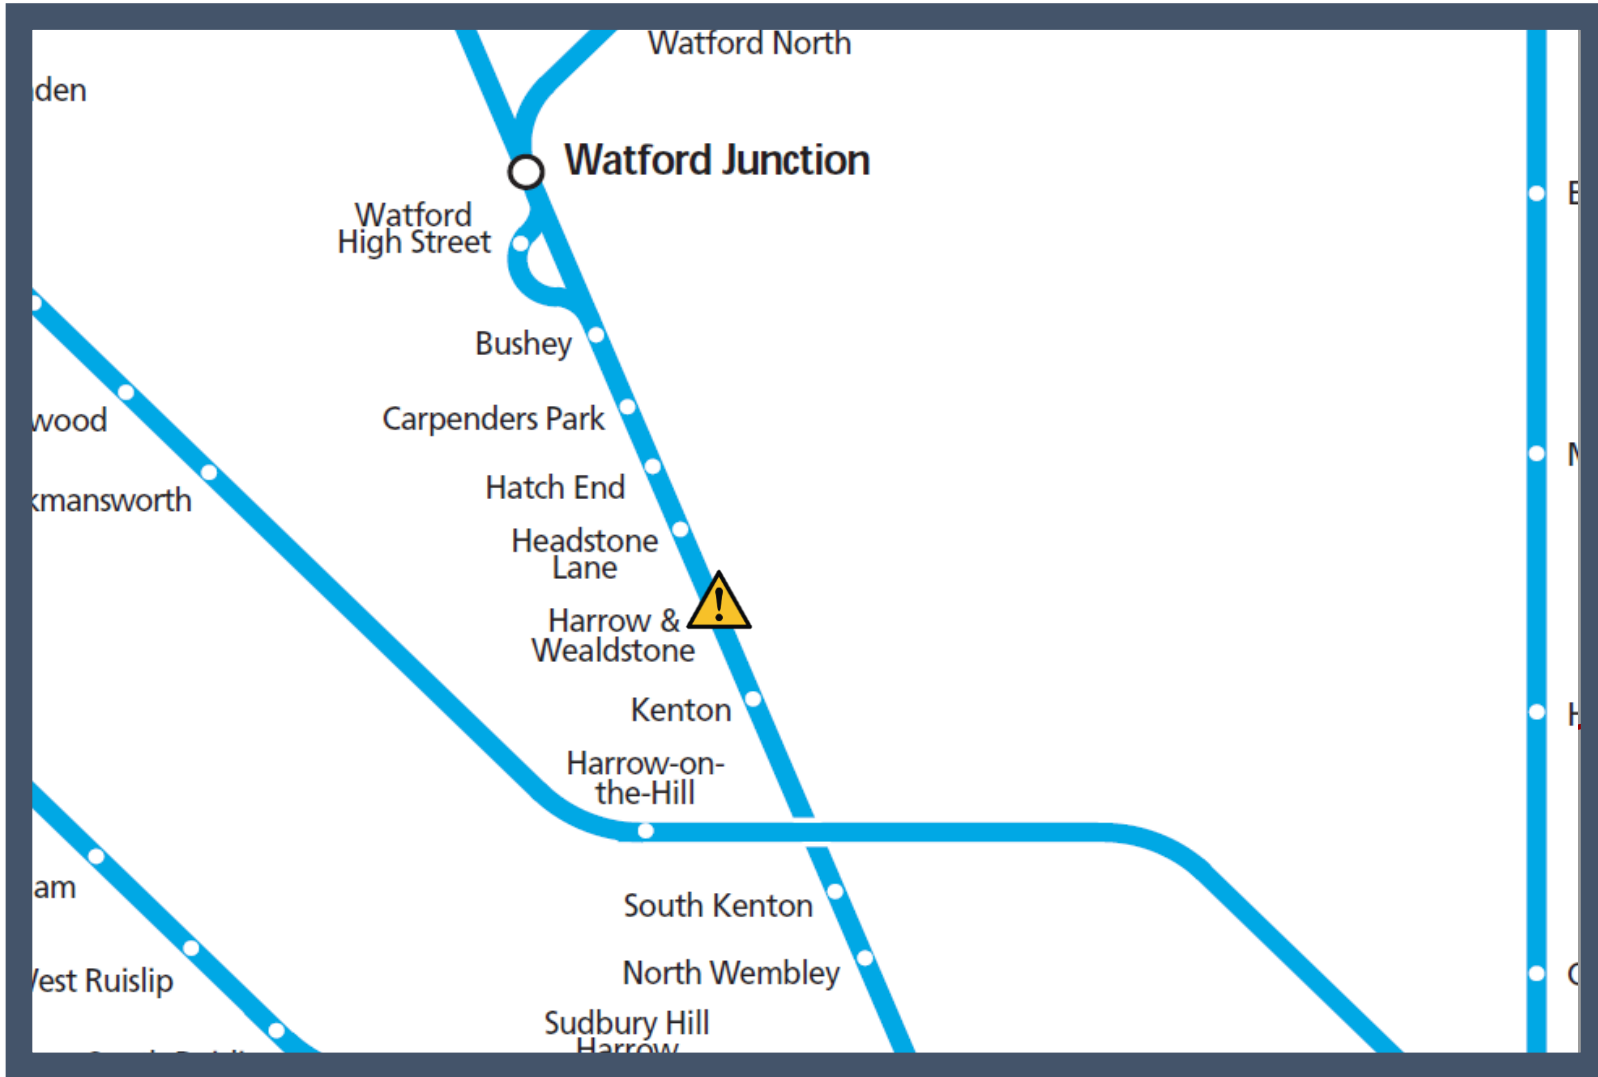 Watford North
den
Watford Junction
Watford
High Street
Bushey
Carpenders Park
wood
Hatch End
kmansworth
Headstone
Lane
!
Harrow &
Wealdstone
Kenton
Harrow-on-
the-Hill
am
South Kenton
North Wembley
est Ruislip
Sudbury Hill
Harrow